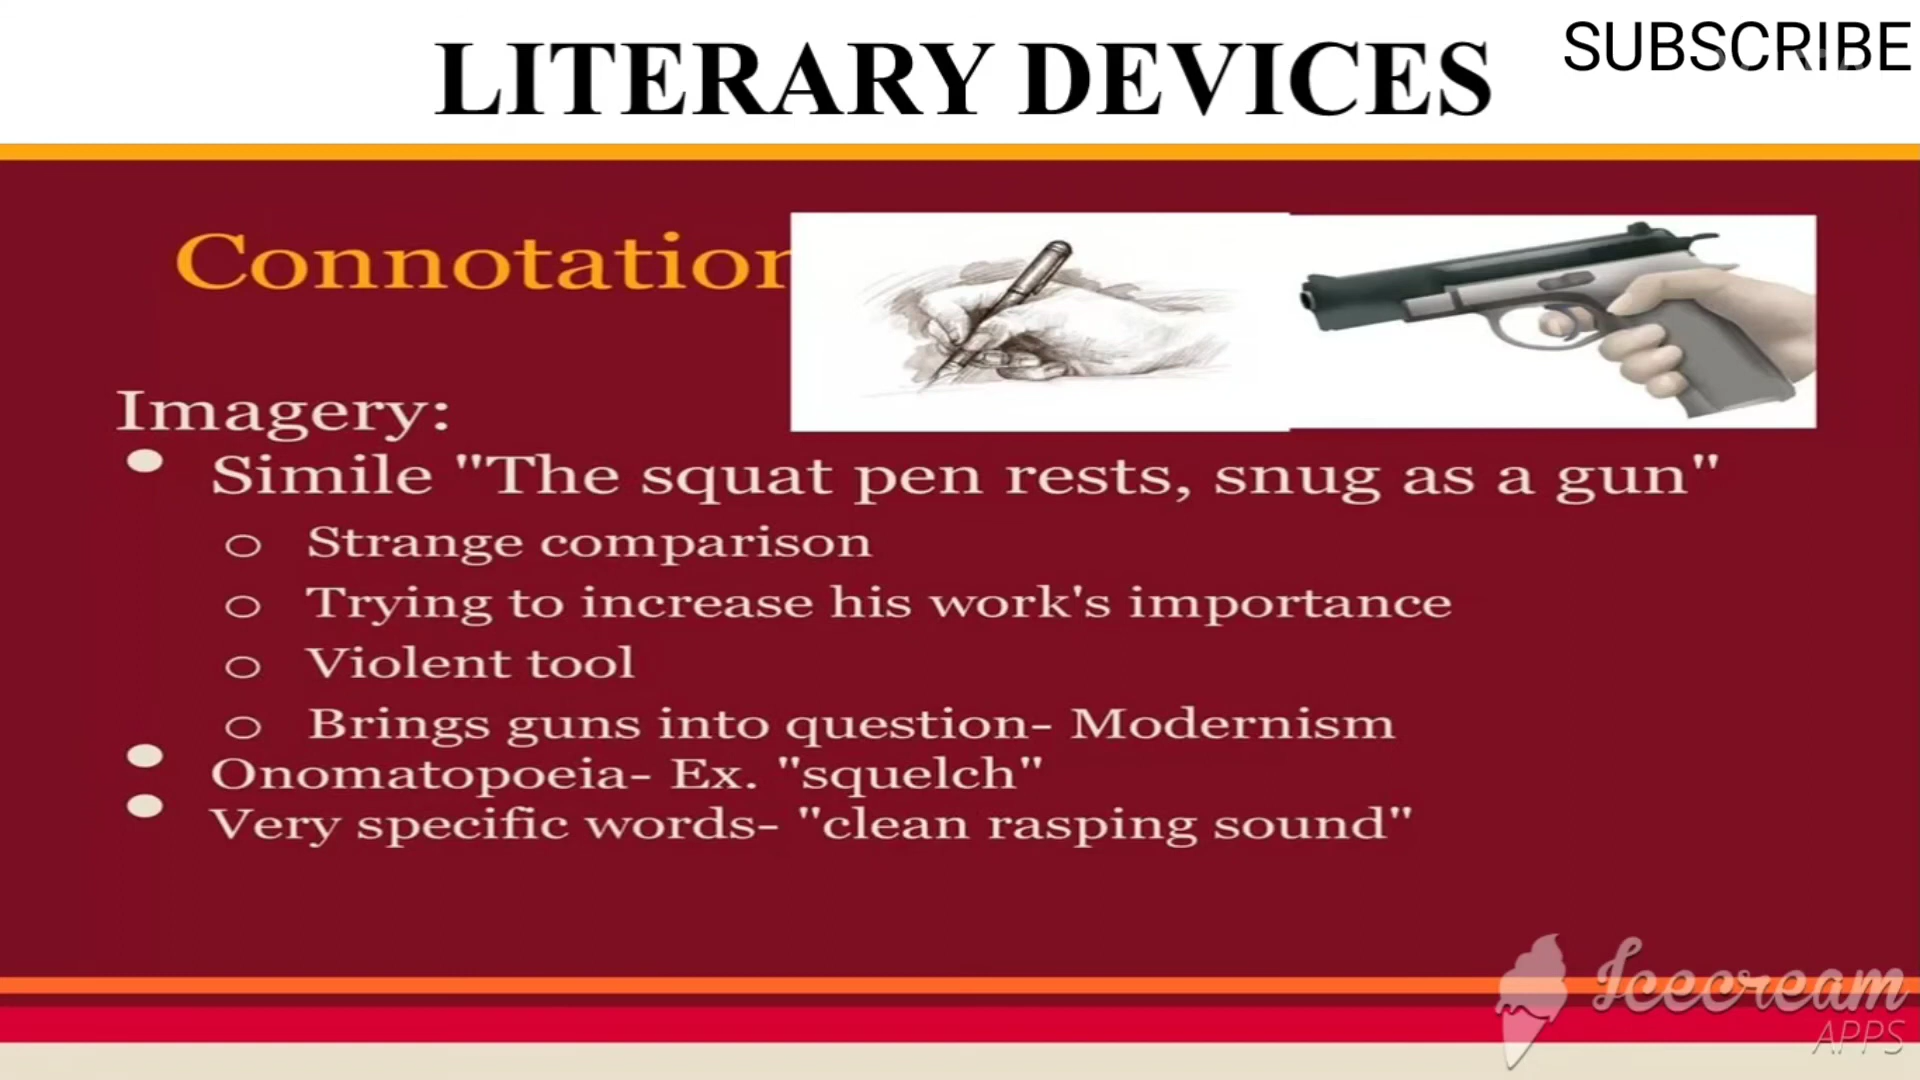 SUBSCRIBE
LITERARY DEVICES
Connotation
Imagery:
Simile "The squat pen rests, snug as a gun"
Strange comparison
Trying to increase his work's importance
Violent tool
Brings guns into question- Modernism
Onomatopoeia- Ex. "squelch"
Very specific words- "clean rasping sound"
Icecream
APPS